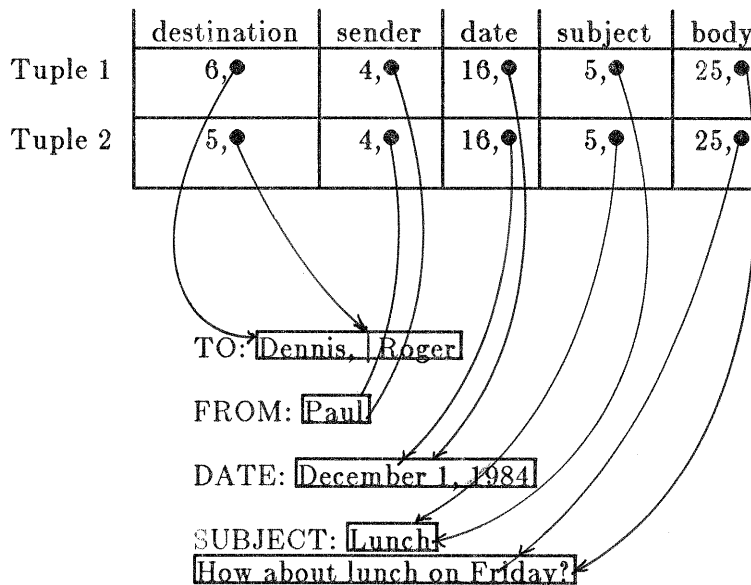 destination sender date subject body
Tuple 1 6, 4, 16, 5, 25,
Tuple 2 5, 4, 16, 5, 25,
TO: Dennis, Roger
FROM: Paul
DATE: December 1, 1984
SUBJECT: Lunch
How about lunch on Friday?